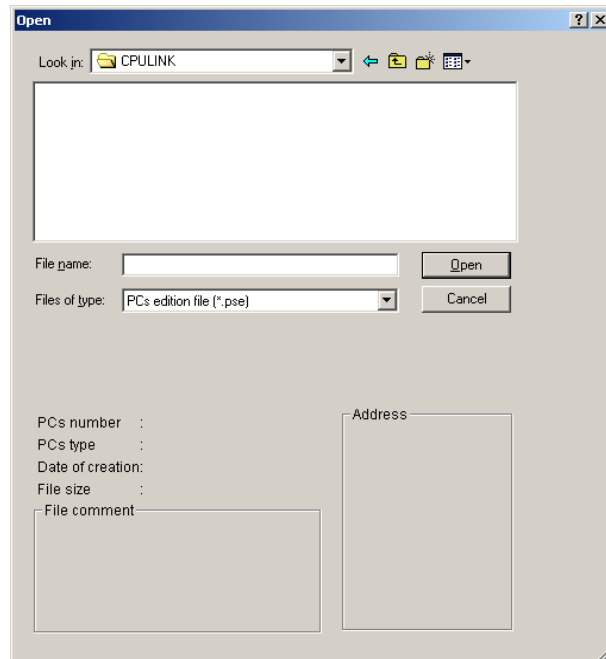 Open
Look in: CPULINK
File name: Open
Files of type: PCs edition file (*.pse) Cancel
PCs number :
PCs type :
Date of creation:
File size :
File comment
Address